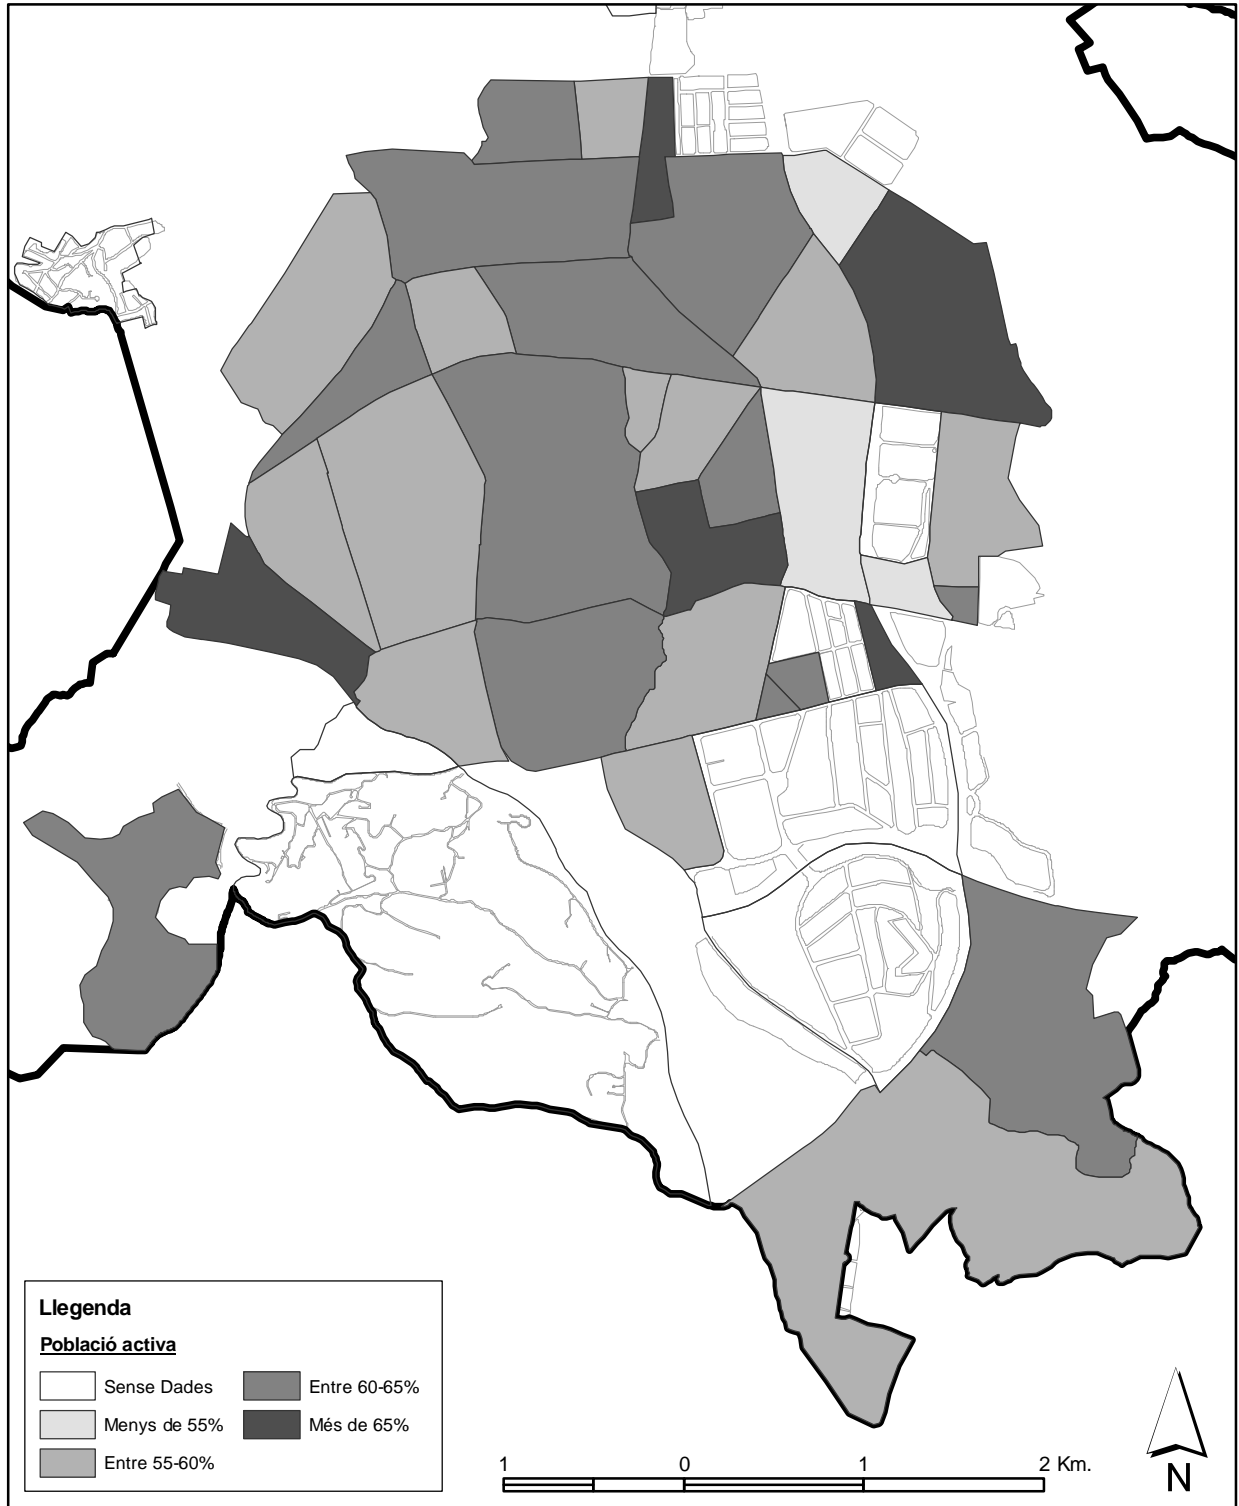 Llegenda
Població activa
Sense Dades
Menys de 55%
Entre 55-60%
Entre 60-65%
Més de 65%
1 0 1 2 Km.
N